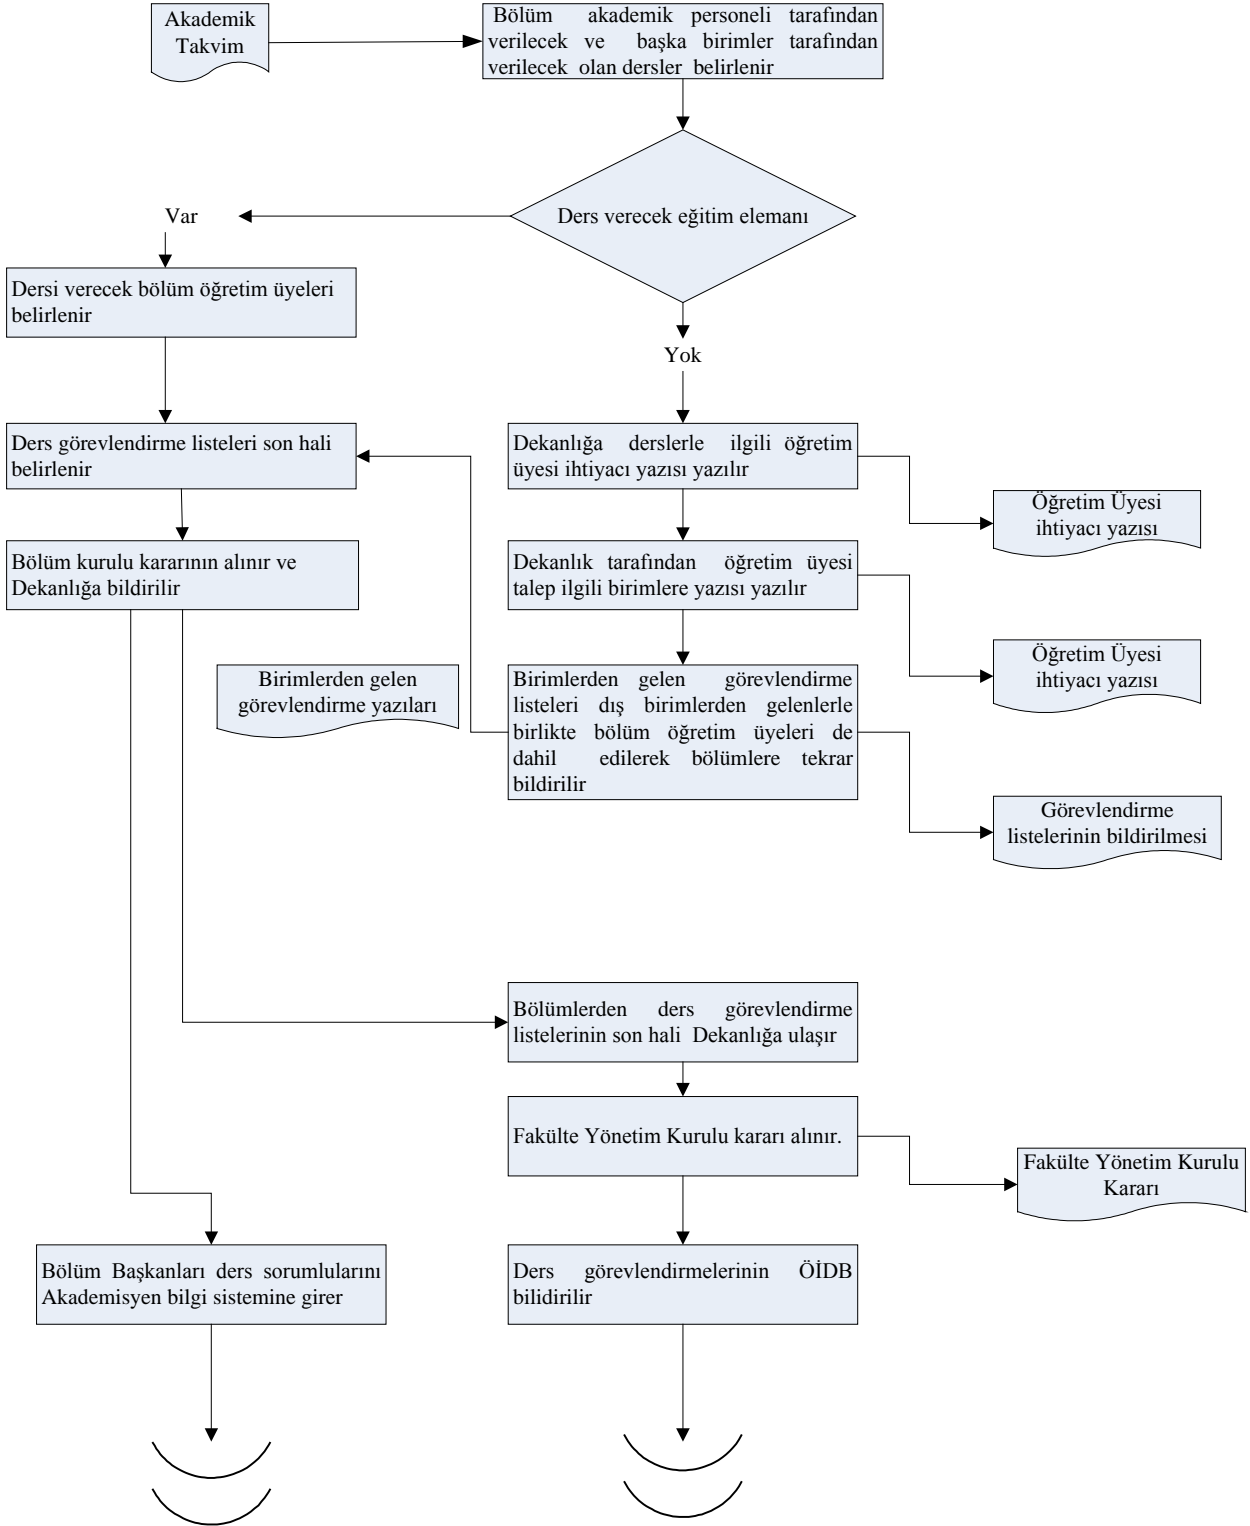 Akademik
Takvim
Bölüm akademik personeli tarafından
verilecek ve başka birimler tarafından
verilecek olan dersler belirlenir
Ders verecek eğitim elemanı
Var
Dersi verecek bölüm öğretim üyeleri
belirlenir
Yok
Ders görevlendirme listeleri son hali
belirlenir
Dekanlığa derslerle ilgili öğretim
üyesi ihtiyacı yazısı yazılır
Öğretim Üyesi
ihtiyacı yazısı
Bölüm kurulu kararının alınır ve
Dekanlığa bildirilir
Dekanlık tarafından öğretim üyesi
talep ilgili birimlere yazısı yazılır
Öğretim Üyesi
ihtiyacı yazısı
Birimlerden gelen
görevlendirme yazıları
Birimlerden gelen görevlendirme
listeleri dış birimlerden gelenlerle
birlikte bölüm öğretim üyeleri de
dahil edilerek bölümlere tekrar
bildirilir
Görevlendirme
listelerinin bildirilmesi
Bölümlerden ders görevlendirme
listelerinin son hali Dekanlığa ulaşır
Fakülte Yönetim Kurulu kararı alınır.
Fakülte Yönetim Kurulu
Kararı
Bölüm Başkanları ders sorumlularını
Akademisyen bilgi sistemine girer
Ders görevlendirmelerinin ÖİDB
bilidirilir